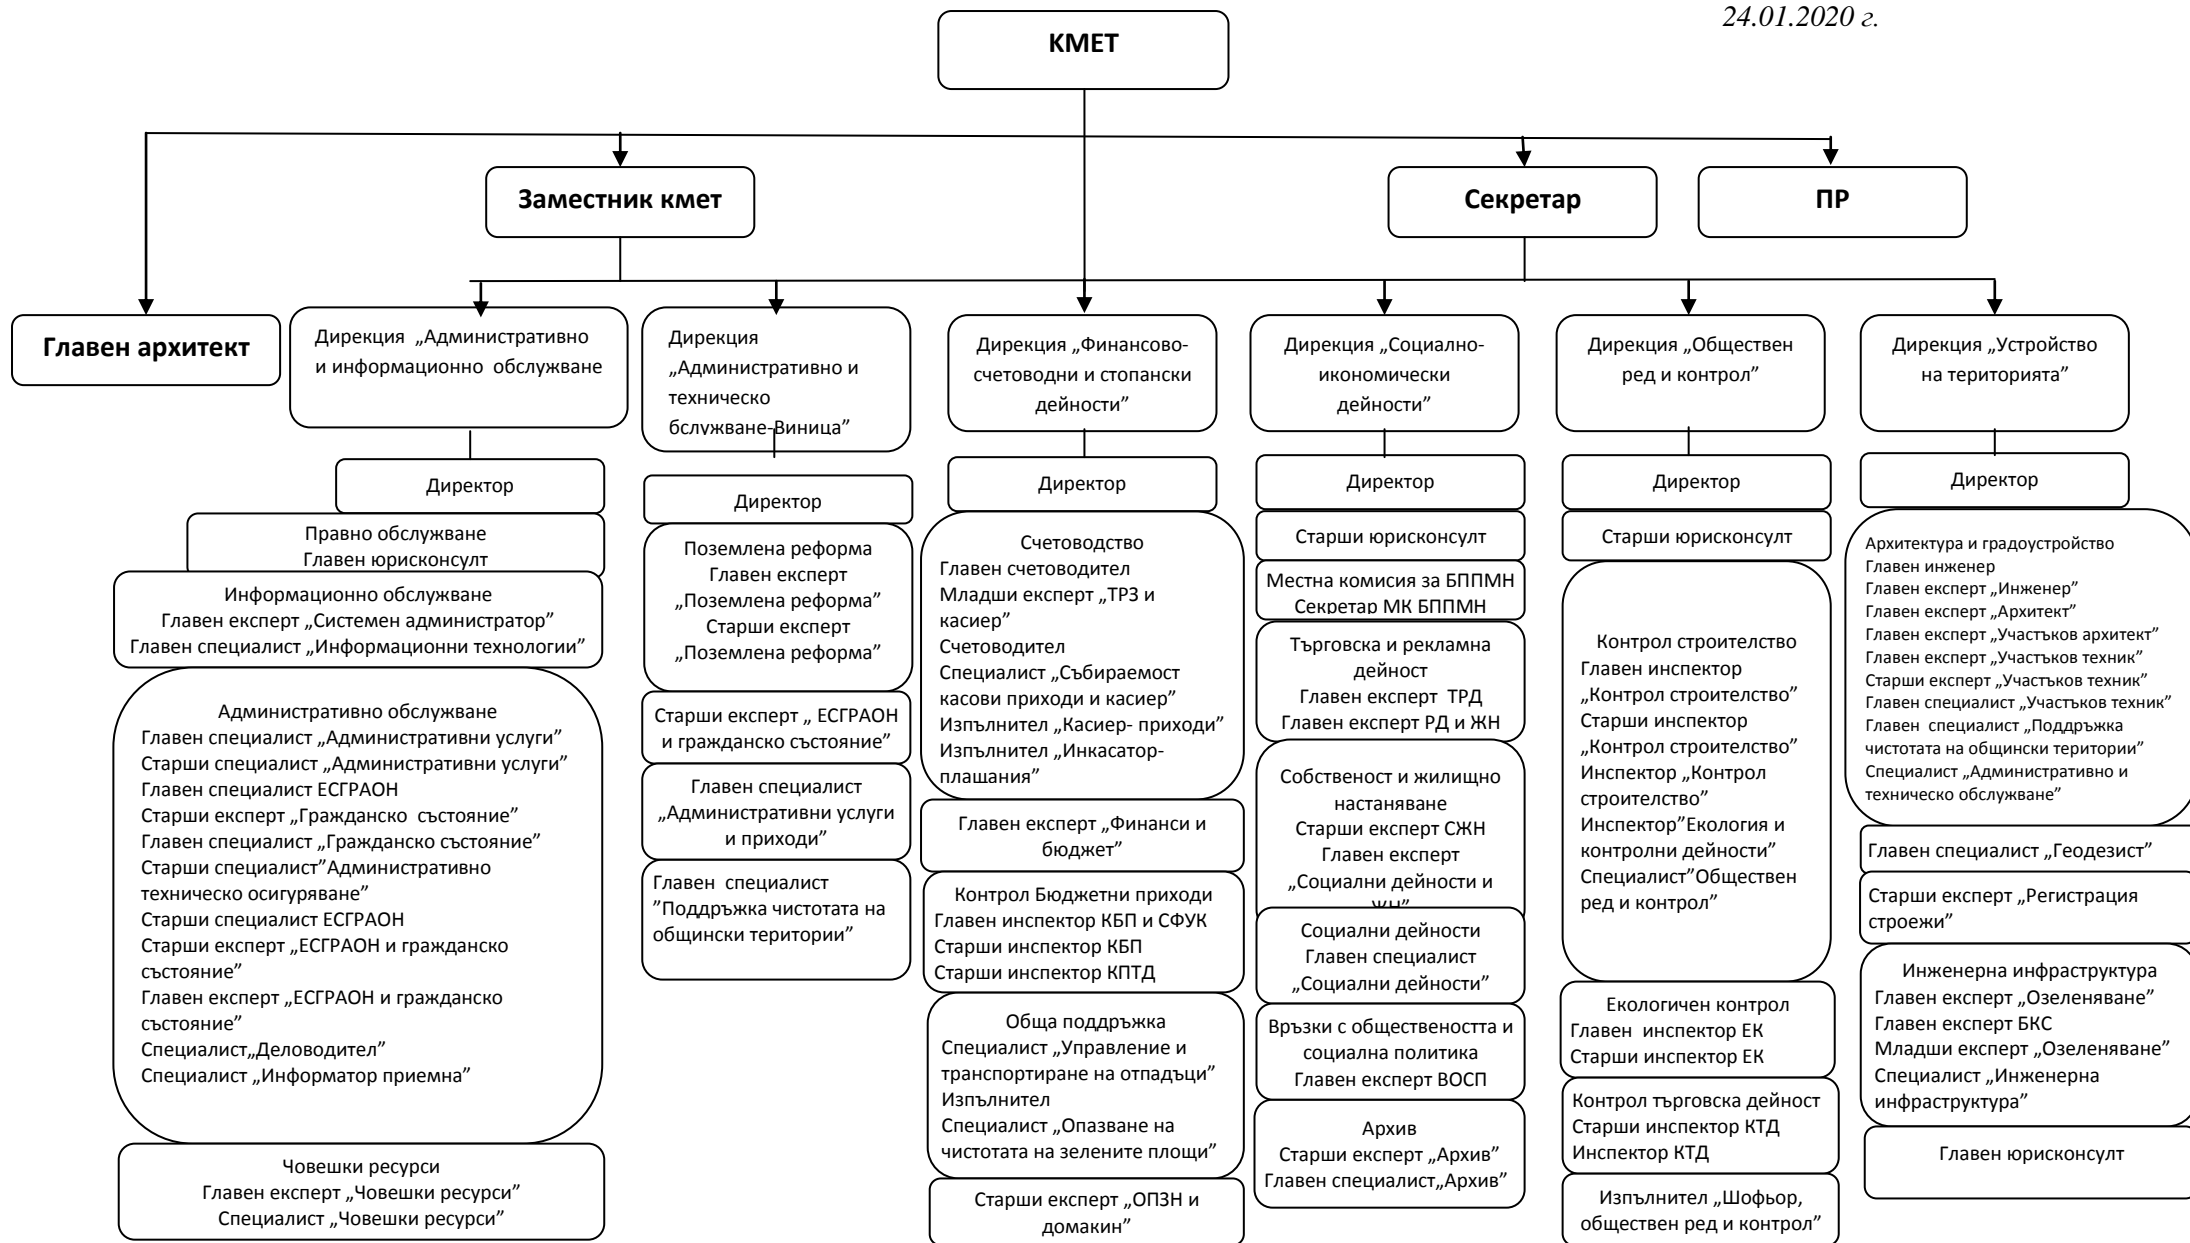 24.01.2020 г.
КМЕТ
Заместник кмет
Секретар
ПР
Главен архитект
Дирекция „Административно
и информационно обслужване
Дирекция
„Административно и
техническо
бслужване-Виница”
Дирекция „Финансово-
счетоводни и стопански
дейности”
Дирекция „Социално-
икономически
дейности”
Дирекция „Обществен
ред и контрол”
Дирекция „Устройство
на територията”
Директор
Правно обслужване
Главен юрисконсулт
Информационно обслужване
Главен експерт „Системен администратор”
Главен специалист „Информационни технологии”
Административно обслужване
Главен специалист „Административни услуги”
Старши специалист „Административни услуги”
Главен специалист ЕСГРАОН
Старши експерт „Гражданско състояние”
Главен специалист „Гражданско състояние”
Старши специалист”Административно
техническо осигуряване”
Старши специалист ЕСГРАОН
Старши експерт „ЕСГРАОН и гражданско
състояние”
Главен експерт „ЕСГРАОН и гражданско
състояние”
Специалист„Деловодител”
Специалист „Информатор приемна”
Човешки ресурси
Главен експерт „Човешки ресурси”
Специалист „Човешки ресурси”
Директор
Поземлена реформа
Главен експерт
„Поземлена реформа”
Старши експерт
„Поземлена реформа”
Старши експерт „ ЕСГРАОН
и гражданско състояние”
Главен специалист
„Административни услуги
и приходи”
Главен специалист
”Поддръжка чистотата на
общински територии”
Директор
Счетоводство
Главен счетоводител
Младши експерт „ТРЗ и
касиер”
Счетоводител
Специалист „Събираемост
касови приходи и касиер”
Изпълнител „Касиер- приходи”
Изпълнител „Инкасатор-
плашания”
Главен експерт „Финанси и
бюджет”
Контрол Бюджетни приходи
Главен инспектор КБП и СФУК
Старши инспектор КБП
Старши инспектор КПТД
Обща поддръжка
Специалист „Управление и
транспортиране на отпадъци”
Изпълнител
Специалист „Опазване на
чистотата на зелените площи”
Старши експерт „ОПЗН и
домакин”
Директор
Старши юрисконсулт
Местна комисия за БППМН
Секретар МК БППМН
Търговска и рекламна
дейност
Главен експерт ТРД
Главен експерт РД и ЖН
Собственост и жилищно
настаняване
Старши експерт СЖН
Главен експерт
„Социални дейности и
ЖН”
Социални дейности
Главен специалист
„Социални дейности”
Връзки с обществеността и
социална политика
Главен експерт ВОСП
Архив
Старши експерт „Архив”
Главен специалист„Архив”
Директор
Старши юрисконсулт
Контрол строителство
Главен инспектор
„Контрол строителство”
Старши инспектор
„Контрол строителство”
Инспектор „Контрол
строителство”
Инспектор”Екология и
контролни дейности”
Специалист”Обществен
ред и контрол”
Екологичен контрол
Главен инспектор ЕК
Старши инспектор ЕК
Контрол търговска дейност
Старши инспектор КТД
Инспектор КТД
Изпълнител „Шофьор,
обществен ред и контрол”
Директор
Архитектура и градоустройство
Главен инженер
Главен експерт „Инженер”
Главен експерт „Архитект”
Главен експерт „Участъков архитект”
Главен експерт „Участъков техник”
Старши експерт „Участъков техник”
Главен специалист „Участъков техник”
Главен специалист „Поддръжка
чистотата на общински територии”
Специалист „Административно и
техническо обслужване”
Главен специалист „Геодезист”
Старши експерт „Регистрация
строежи”
Инженерна инфраструктура
Главен експерт „Озеленяване”
Главен експерт БКС
Младши експерт „Озеленяване”
Специалист „Инженерна
инфраструктура”
Главен юрисконсулт